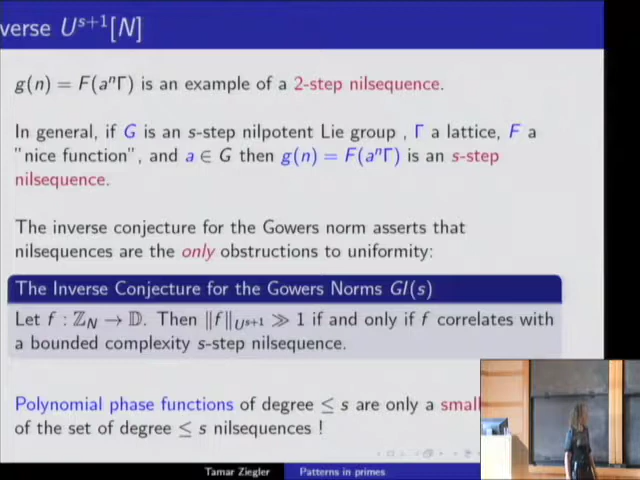 verse U^{s+1}[N]
g(n) = F(aⁿΓ) is an example of a 2-step nilsequence.
In general, if G is an s-step nilpotent Lie group , Γ a lattice, F a
"nice function", and a ∈ G then g(n) = F(aⁿΓ) is an s-step
nilsequence.
The inverse conjecture for the Gowers norm asserts that
nilsequences are the only obstructions to uniformity:
The Inverse Conjecture for the Gowers Norms GI(s)
Let f : ℤ_N → 𝔻. Then ‖f‖_{U^{s+1}} ≫ 1 if and only if f correlates with
a bounded complexity s-step nilsequence.
Polynomial phase functions of degree ≤ s are only a small
of the set of degree ≤ s nilsequences !
Tamar Ziegler Patterns in primes